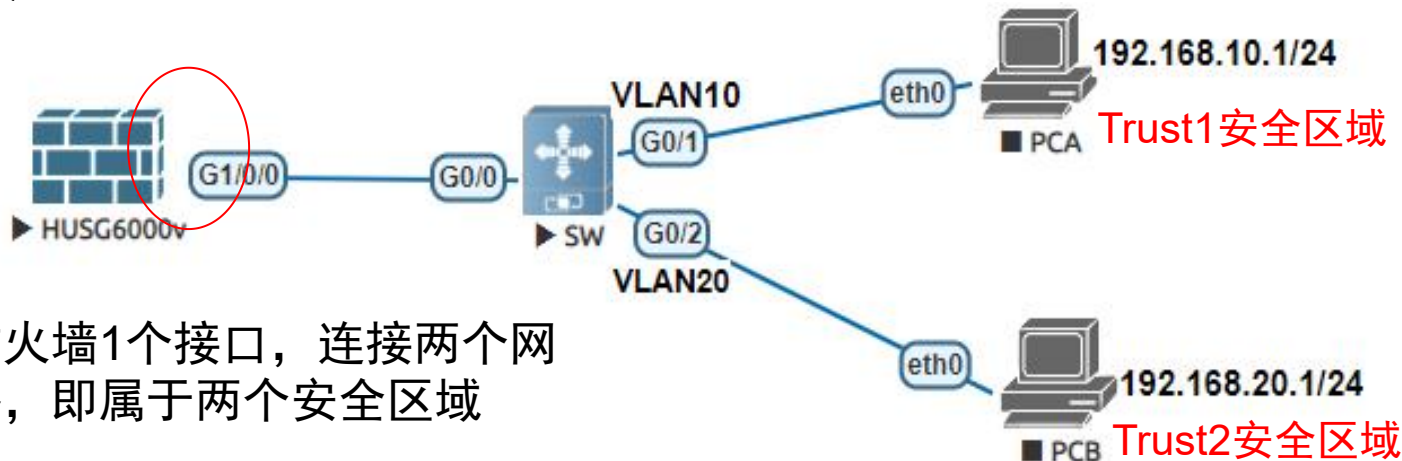 192.168.10.1/24
VLAN10
eth0
Trust1安全区域
G0/1
PCA
G1/0/0
G0/0
HUSG6000v
SW
G0/2
VLAN20
火墙1个接口，连接两个网
，即属于两个安全区域
eth0
192.168.20.1/24
PCB
Trust2安全区域